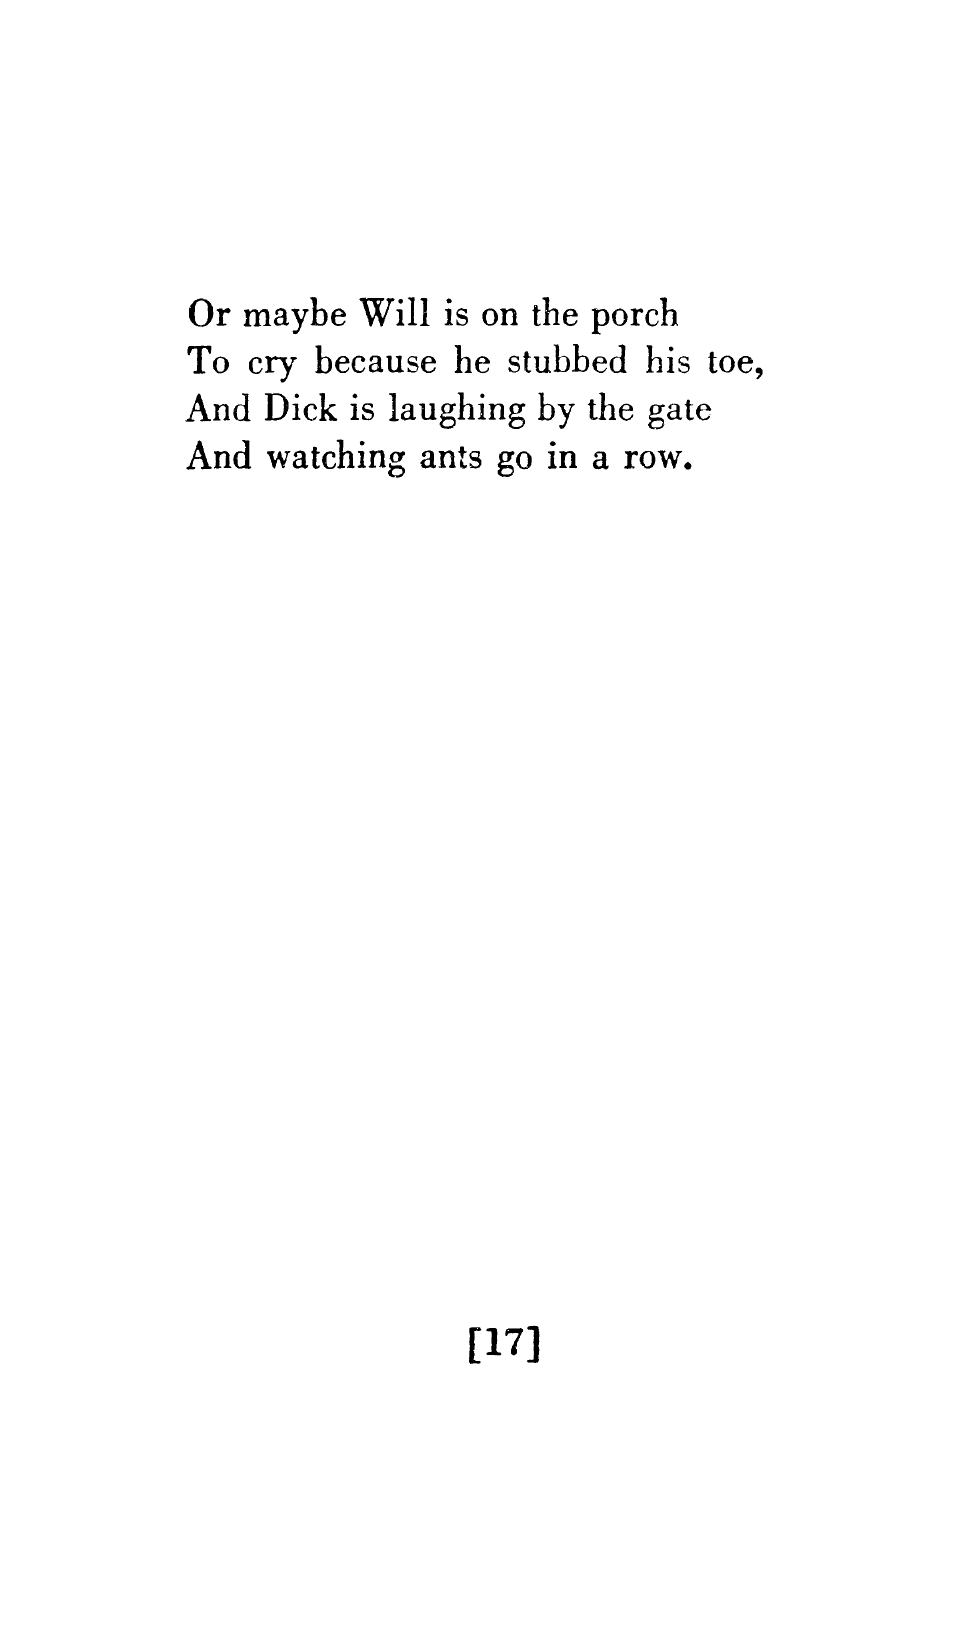 Or maybe Will is on the porch
To cry because he stubbed his toe,
And Dick is laughing by the gate
And watching ants go in a row.
[17]